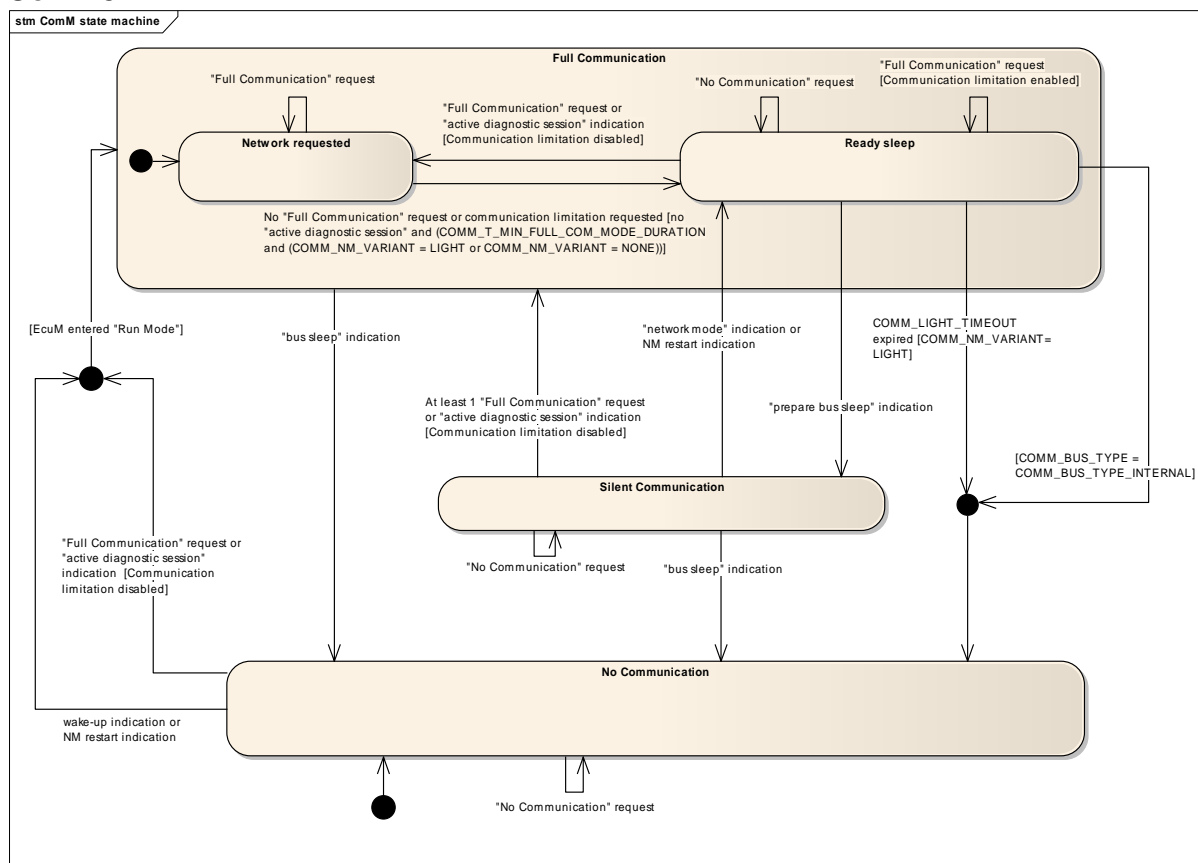 stm ComM state machine
Full Communication
"Full Communication" request
"Full Communication" request or
"active diagnostic session" indication
[Communication limitation disabled]
"No Communication" request
"Full Communication" request
[Communication limitation enabled]
Network requested
Ready sleep
No "Full Communication" request or communication limitation requested [no
"active diagnostic session" and (COMM_T_MIN_FULL_COM_MODE_DURATION
and (COMM_NM_VARIANT = LIGHT or COMM_NM_VARIANT = NONE))]
[EcuM entered "Run Mode"]
"bus sleep" indication
"network mode" indication or
NM restart indication
COMM_LIGHT_TIMEOUT
expired [COMM_NM_VARIANT=
LIGHT]
At least 1 "Full Communication" request
or "active diagnostic session" indication
[Communication limitation disabled]
"prepare bus sleep" indication
[COMM_BUS_TYPE =
COMM_BUS_TYPE_INTERNAL]
Silent Communication
"Full Communication" request or
"active diagnostic session"
indication [Communication
limitation disabled]
"No Communication" request
"bus sleep" indication
No Communication
wake-up indication or
NM restart indication
"No Communication" request